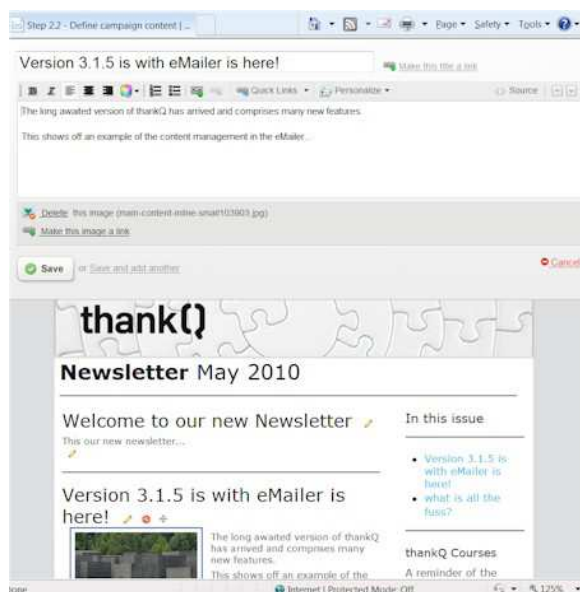 Step 2.2 - Define campaign content | ...
Page Safety Tools
Version 3.1.5 is with eMailer is here!
Make this title a link
B I Quick Links Personalize Source
The long awaited version of thankQ has arrived and comprises many new features.
This shows off an example of the content management in the eMailer...
Delete this image (main-content-inline-small103903.jpg)
Make this image a link
Save or Save and add another
Cancel
thankQ
Newsletter May 2010
Welcome to our new Newsletter
This our new newsletter...
In this issue
Version 3.1.5 is
with eMailer is
here!
what is all the
fuss?
Version 3.1.5 is with eMailer is
here!
The long awaited version of thankQ
has arrived and comprises many
new features.
This shows off an example of the
thankQ Courses
A reminder of the
Internet | Protected Mode: Off
125%